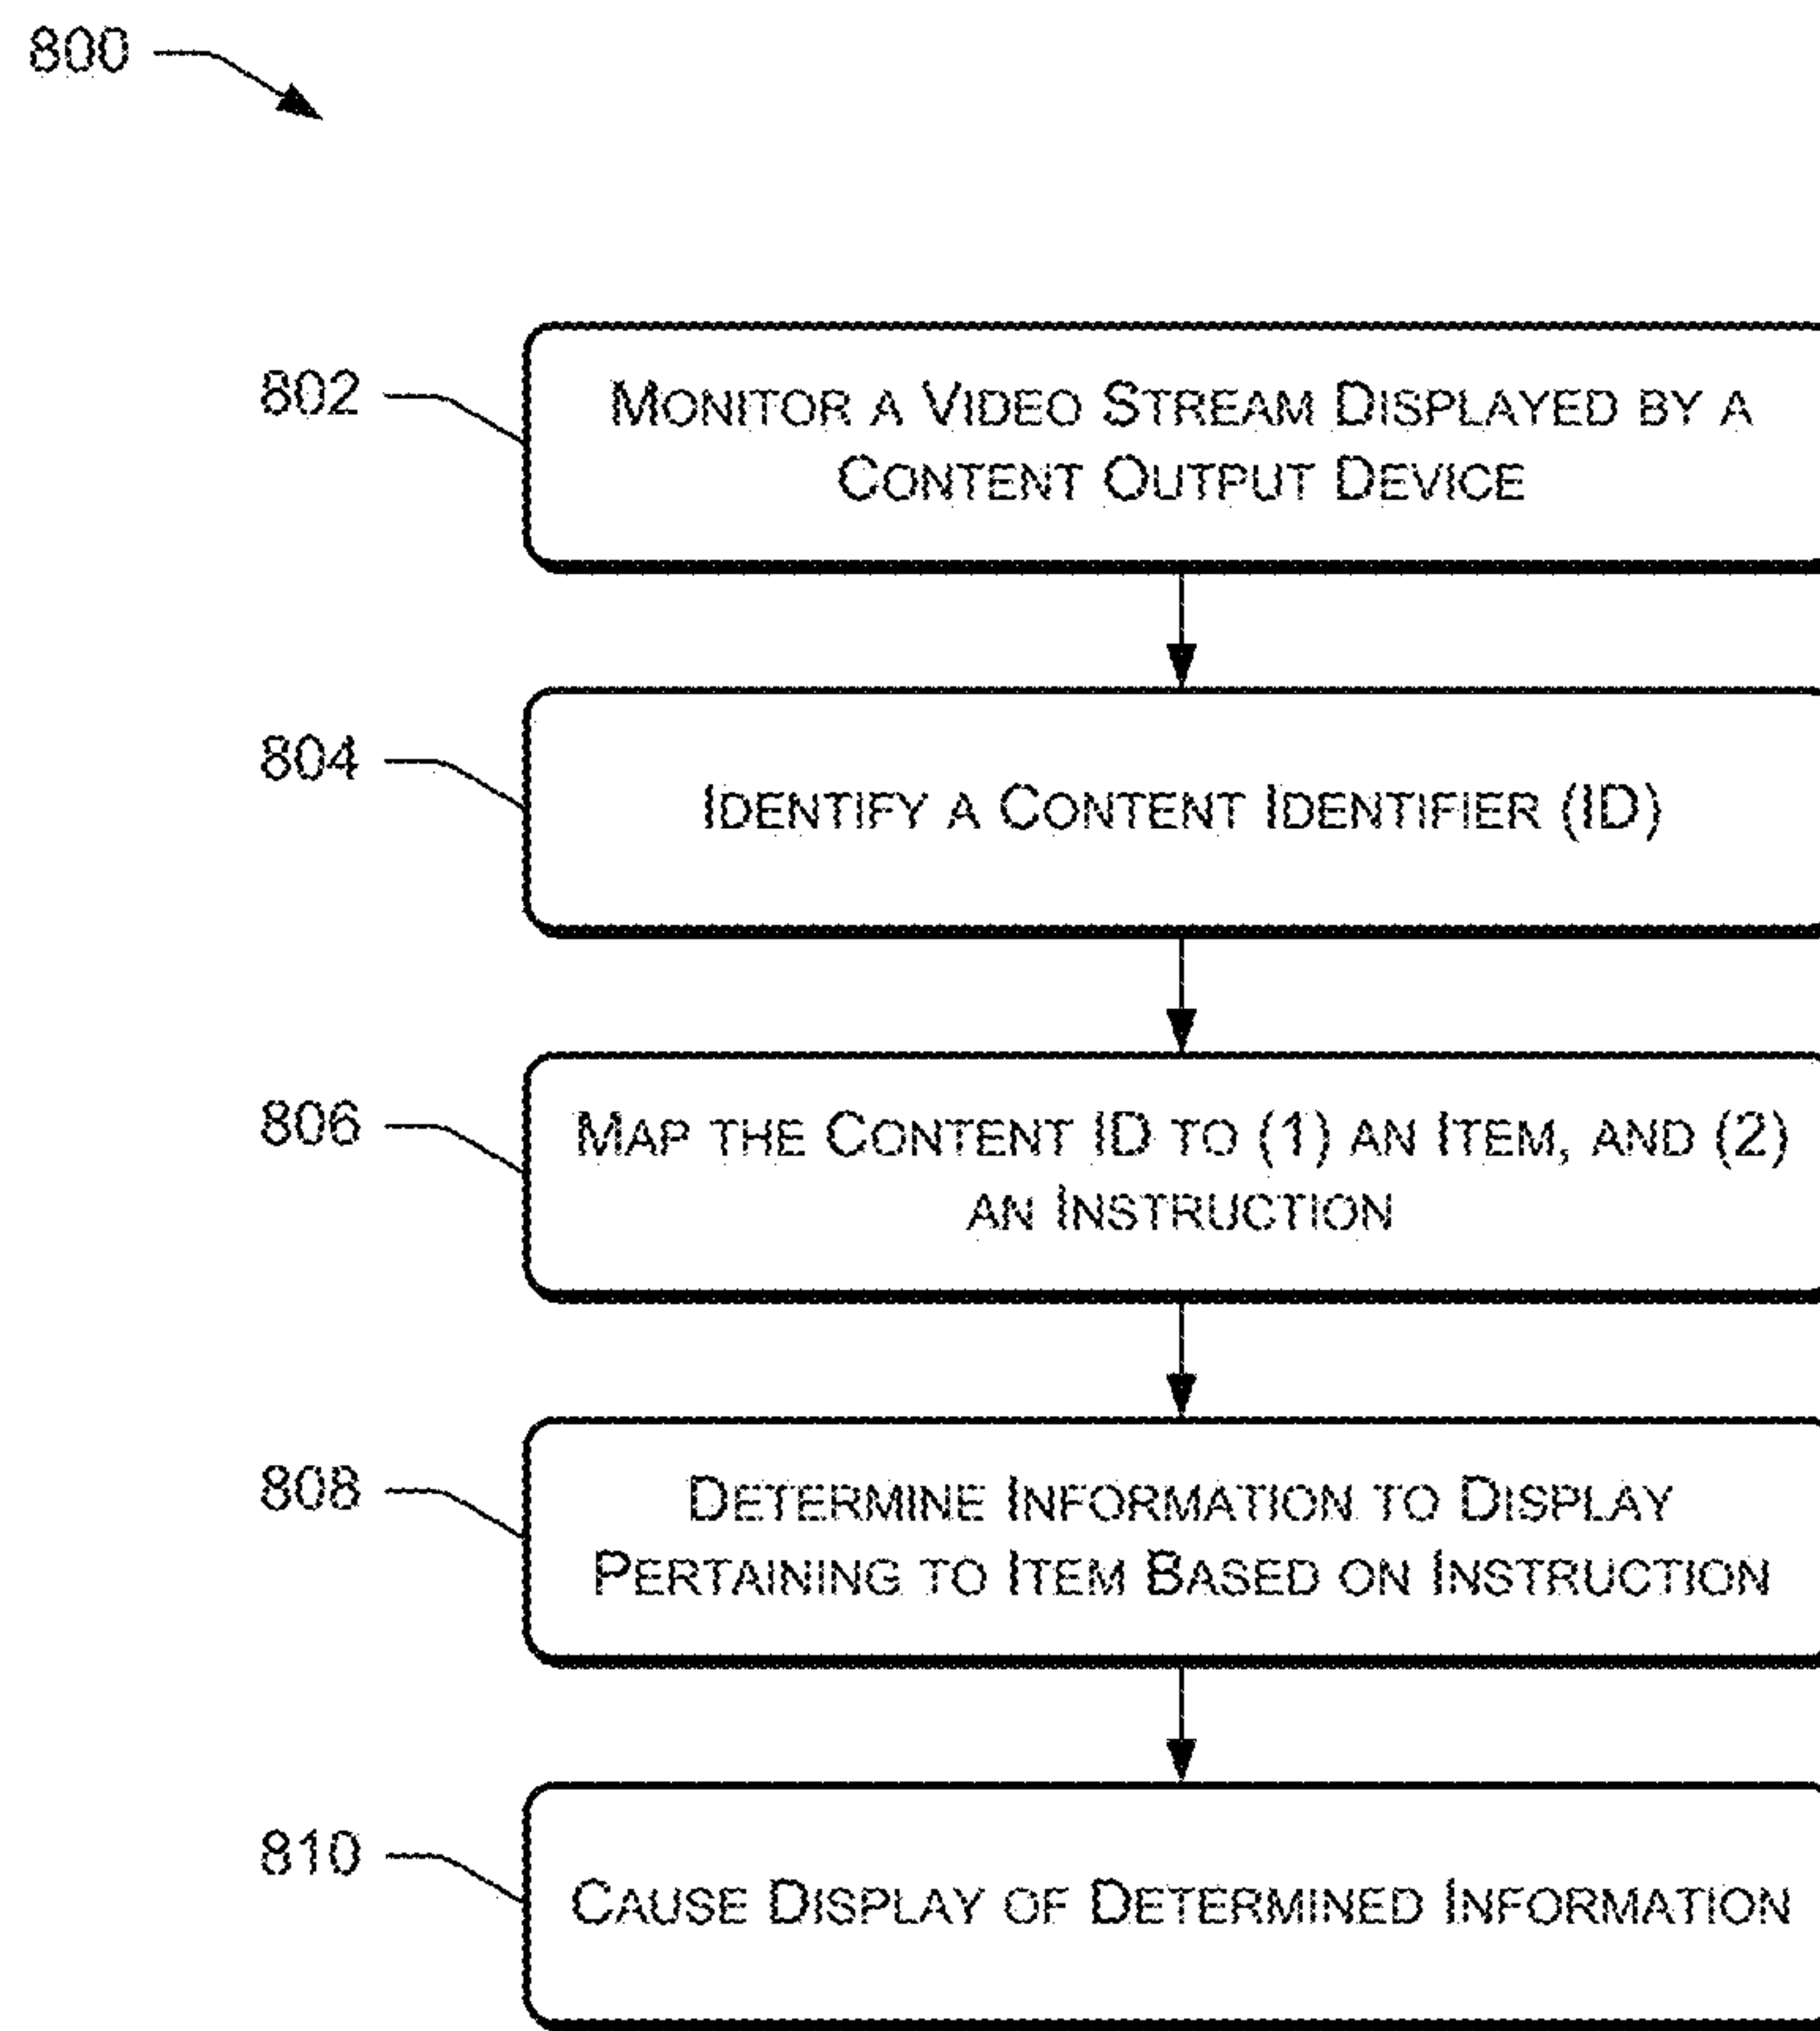 800
802
MONITOR A VIDEO STREAM DISPLAYED BY A
CONTENT OUTPUT DEVICE
804
IDENTIFY A CONTENT IDENTIFIER (ID)
806
MAP THE CONTENT ID TO (1) AN ITEM, AND (2)
AN INSTRUCTION
808
DETERMINE INFORMATION TO DISPLAY
PERTAINING TO ITEM BASED ON INSTRUCTION
810
CAUSE DISPLAY OF DETERMINED INFORMATION